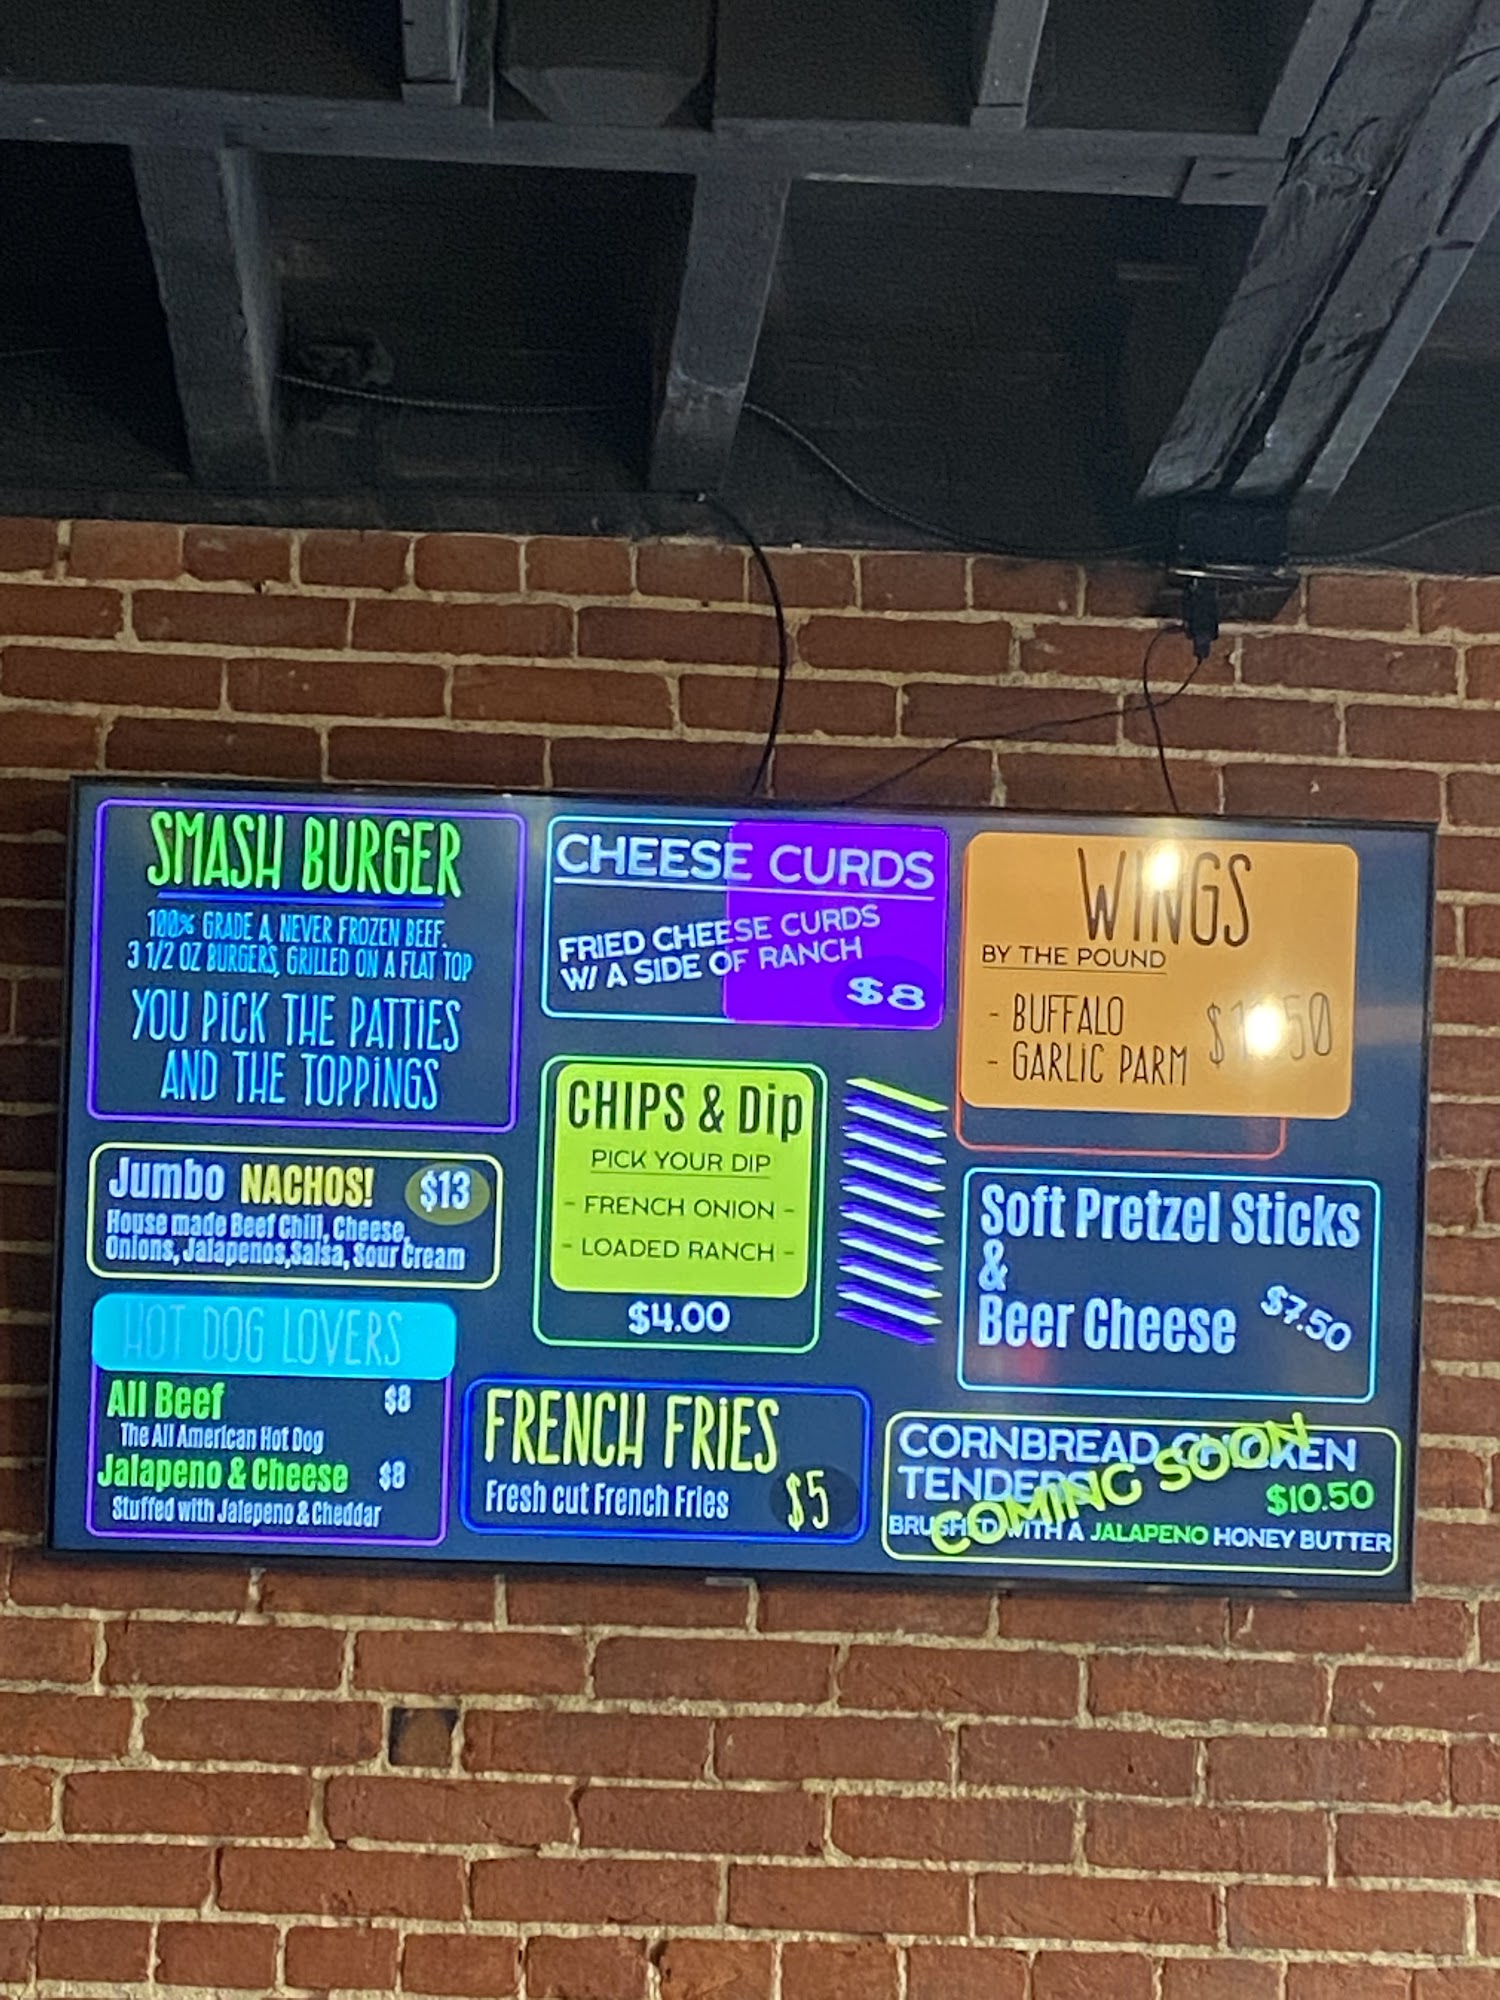 SMASH BURGER
100% GRADE A, NEVER FROZEN BEEF.
3 1/2 OZ BURGERS, GRILLED ON A FLAT TOP
YOU PiCK THE PATTiES
AND THE TOPPiNGS
Jumbo NACHOS! $13
House made Beef Chili, Cheese,
Onions, Jalapenos,Salsa, Sour Cream
HOT DOG LOVERS
All Beef $8
The All American Hot Dog
Jalapeno & Cheese $8
Stuffed with Jalepeno & Cheddar
CHEESE CURDS
FRIED CHEESE CURDS
W/ A SIDE OF RANCH
$8
CHIPS & Dip
PICK YOUR DIP
- FRENCH ONION -
- LOADED RANCH -
$4.00
FRENCH FRiES
Fresh cut French Fries
$5
WINGS
BY THE POUND
- BUFFALO
- GARLiC PARM
Soft Pretzel Sticks
&
Beer Cheese
$7.50
CORNBREAD CHICKEN
TENDERS
$10.50
BRUSHED WITH A JALAPENO HONEY BUTTER
COMING SOON